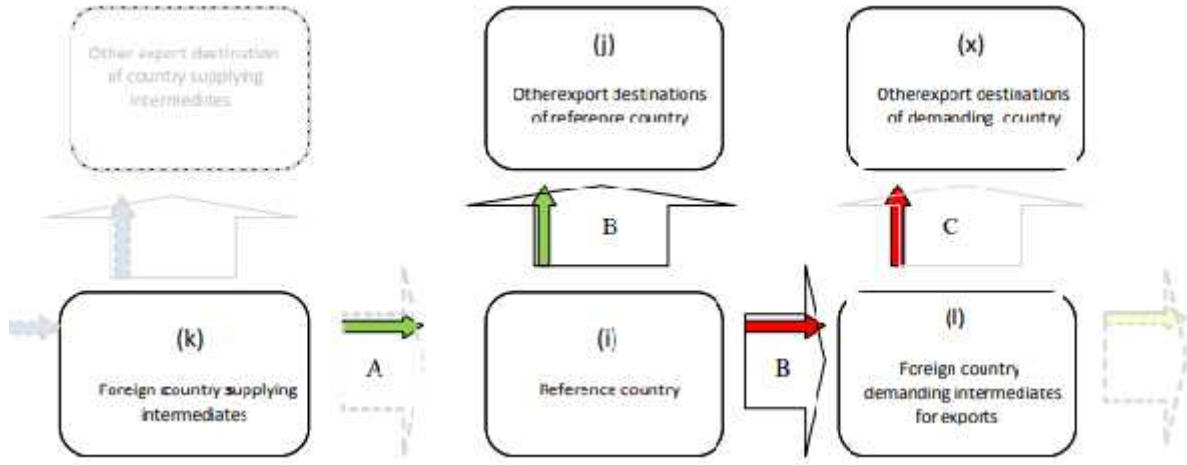 Other export destination
of country supplying
intermediates
(j)
Otherexport destinations
of reference country
(x)
Otherexport destinations
of demanding country
B
C
(k)
Foreign country supplying
intermediates
A
(i)
Reference country
B
(l)
Foreign country
demanding intermediates
for exports